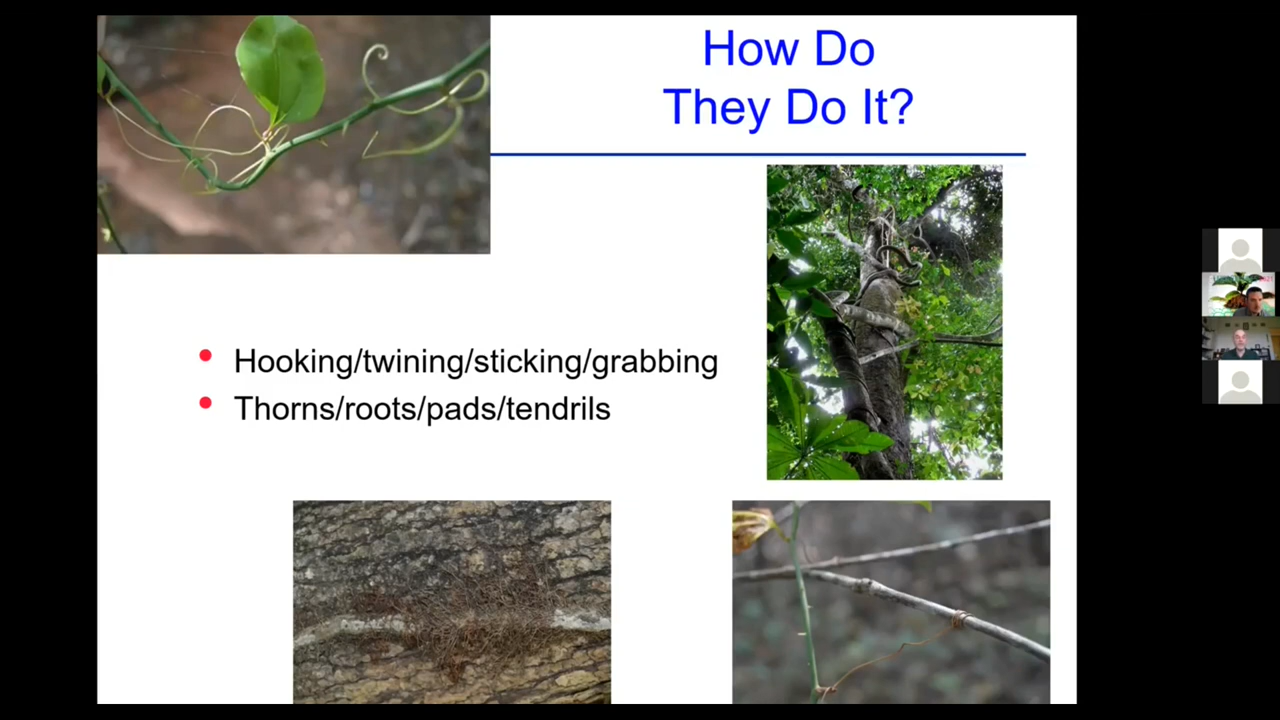 How Do
They Do It?
Hooking/twining/sticking/grabbing
Thorns/roots/pads/tendrils